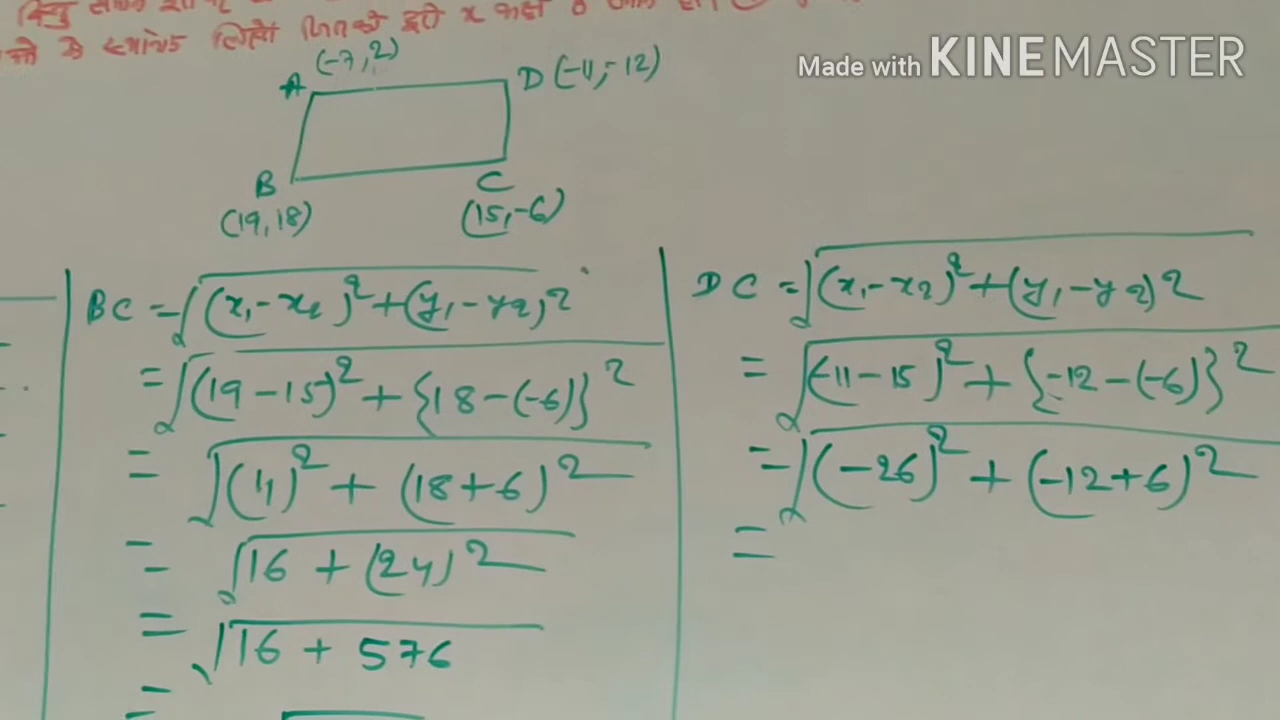 Made with KINEMASTER
लिखो
A (-7,2)
D (-11,-12)
B
(19,18)
C
(15,-6)
BC = √(x₁-x₂)²+(y₁-y₂)²
= √(19-15)²+{18-(-6)}²
= √(4)²+(18+6)²
= √16+(24)²
= √16+576
=
DC = √(x₁-x₂)²+(y₁-y₂)²
= √(-11-15)²+{-12-(-6)}²
= √(-26)²+(-12+6)²
=